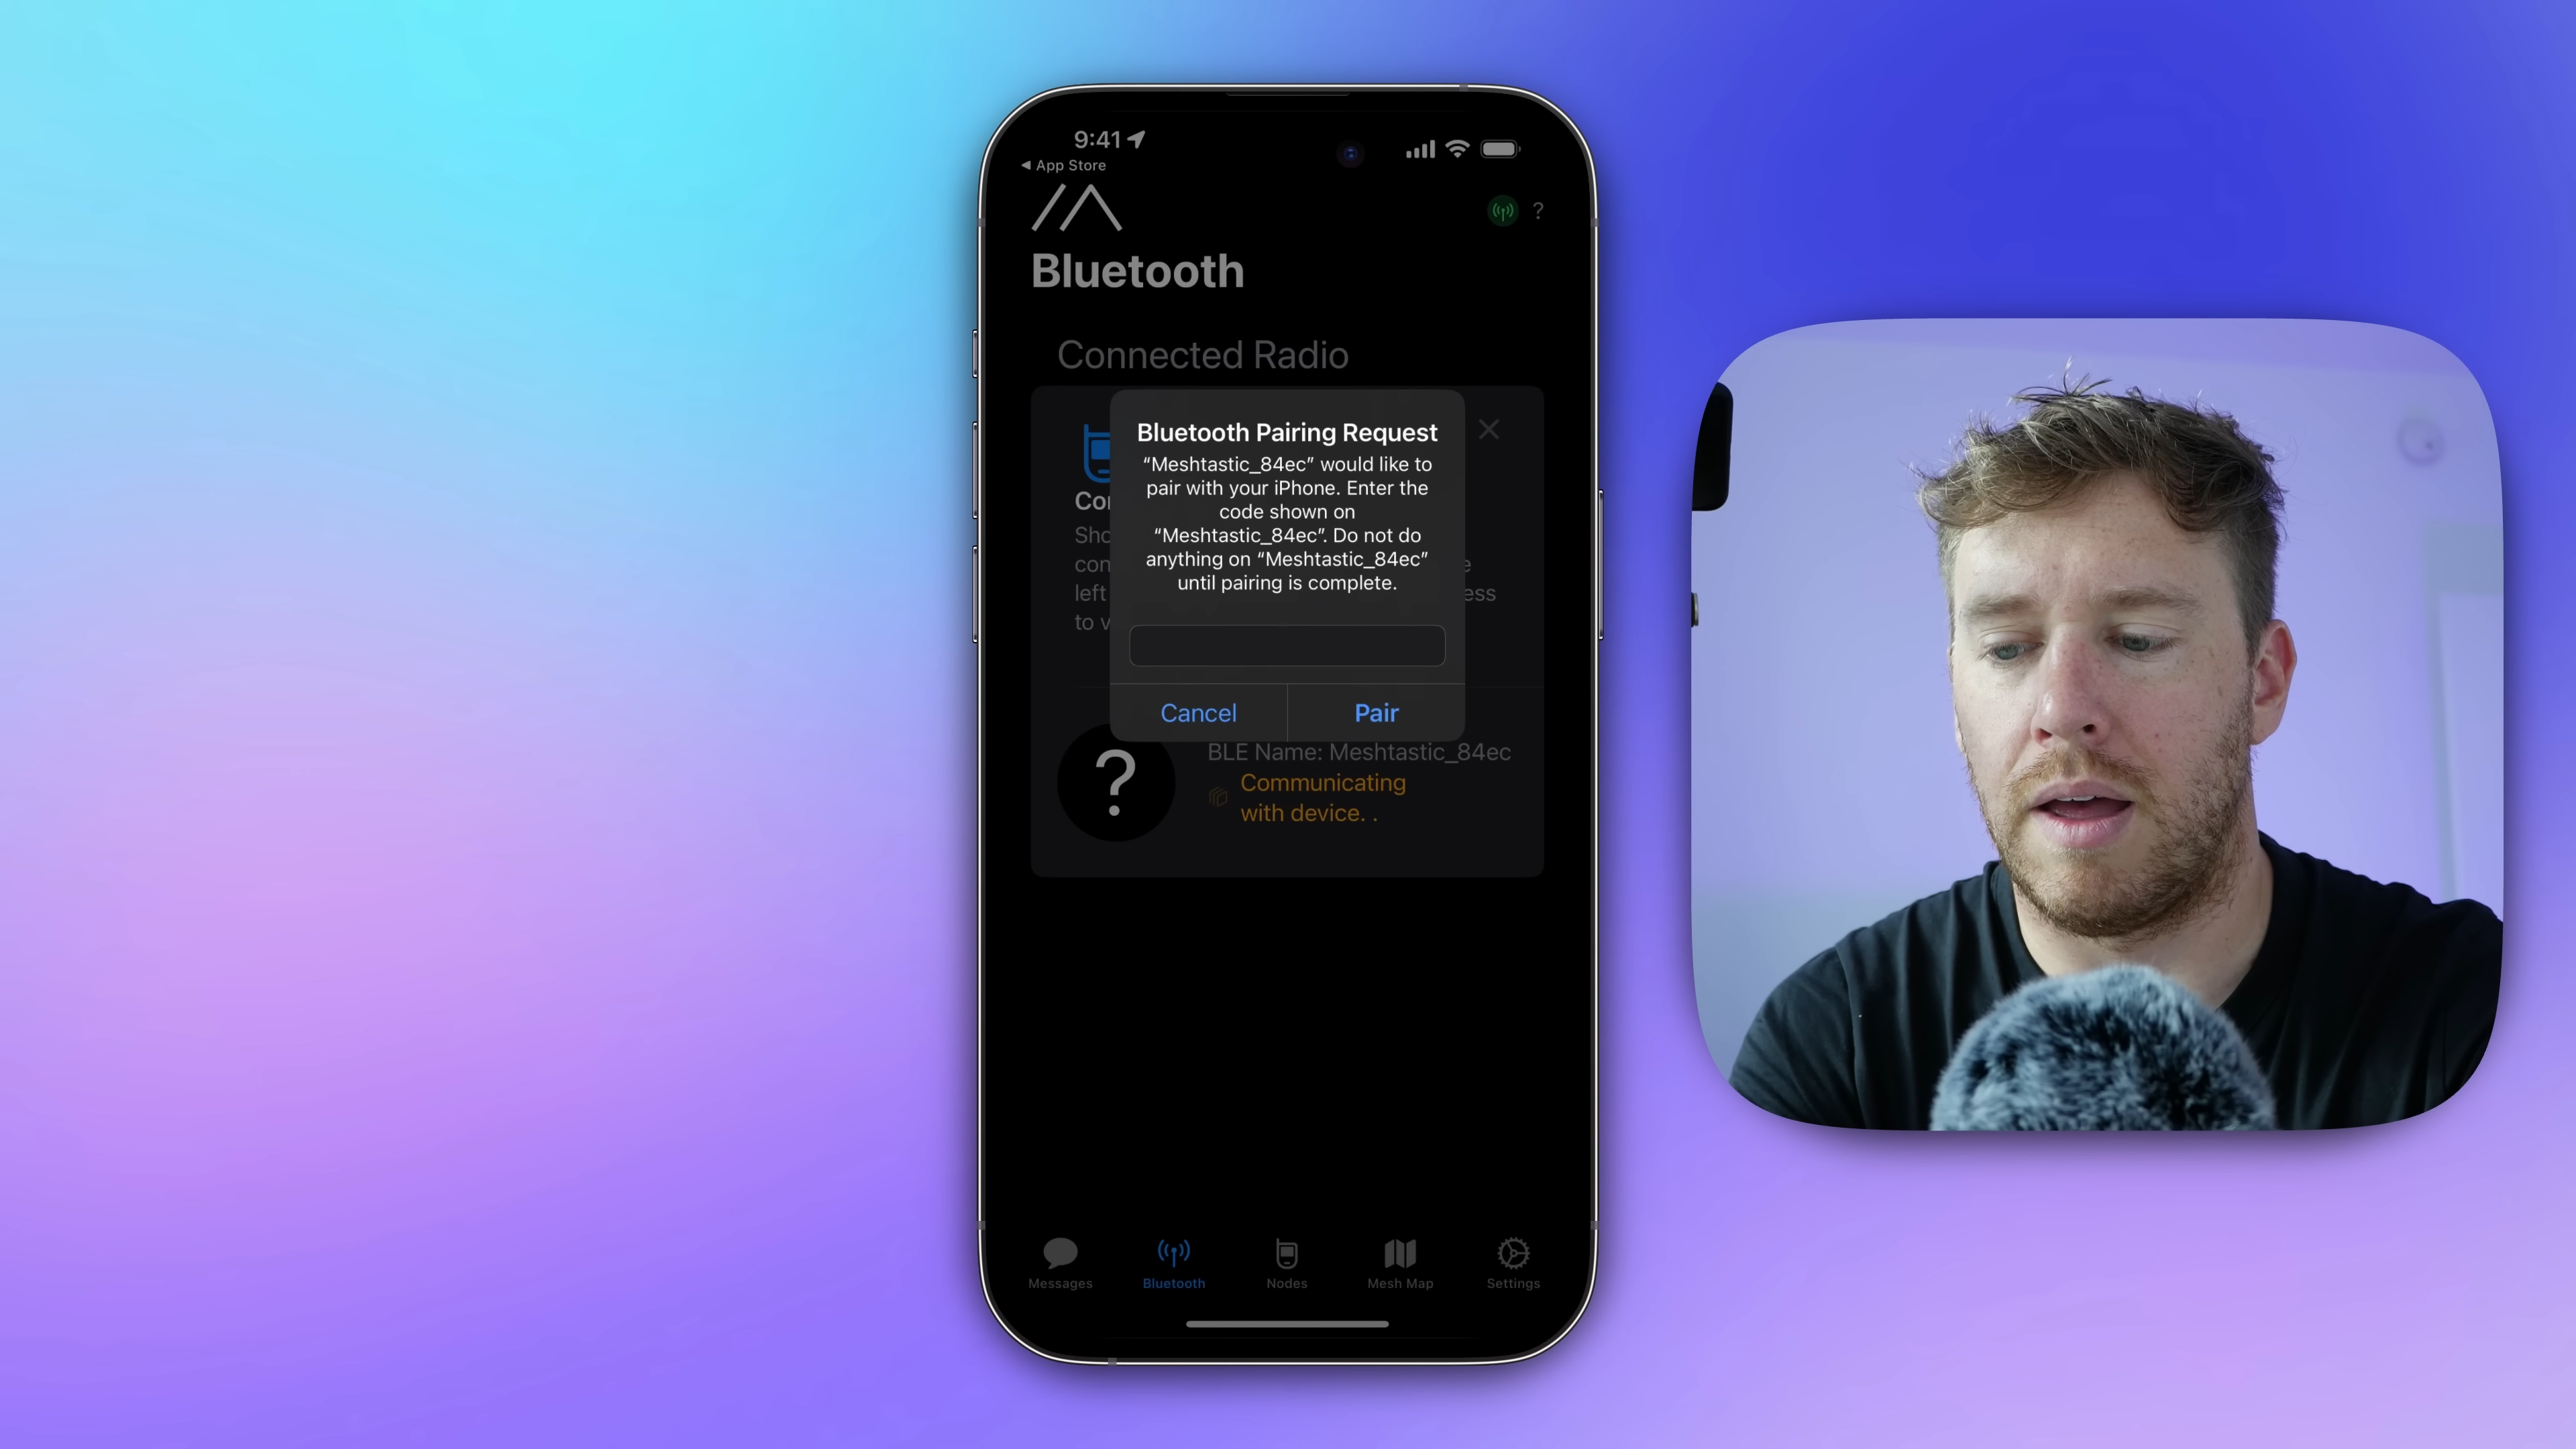 9:41
◀ App Store
?
Bluetooth
Connected Radio
Bluetooth Pairing Request
“Meshtastic_84ec” would like to
pair with your iPhone. Enter the
code shown on
“Meshtastic_84ec”. Do not do
anything on “Meshtastic_84ec”
until pairing is complete.
left
Cancel
Pair
?
BLE Name: Meshtastic_84ec
Communicating
with device. .
Messages
Bluetooth
Nodes
Mesh Map
Settings